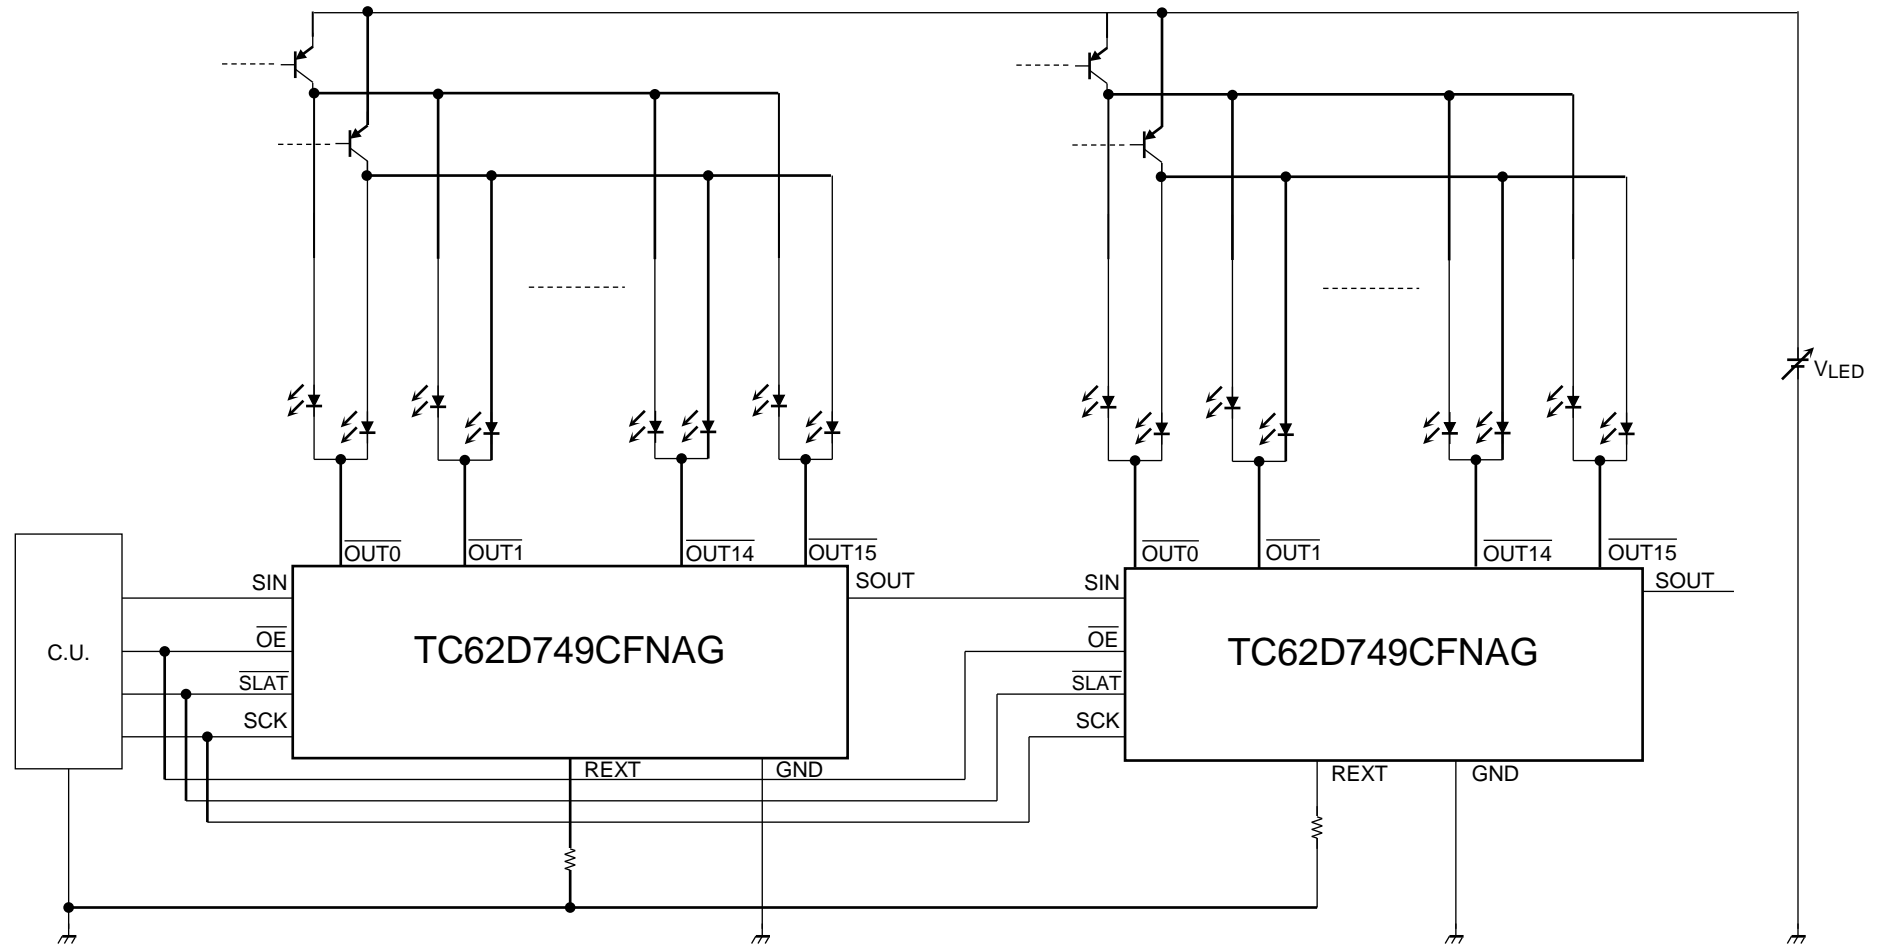 VLED
OUT0 OUT1 OUT14 OUT15
OUT0 OUT1 OUT14 OUT15
SIN SOUT SIN SOUT
C.U.
OE TC62D749CFNAG OE TC62D749CFNAG
SLAT SLAT
SCK SCK
REXT GND REXT GND